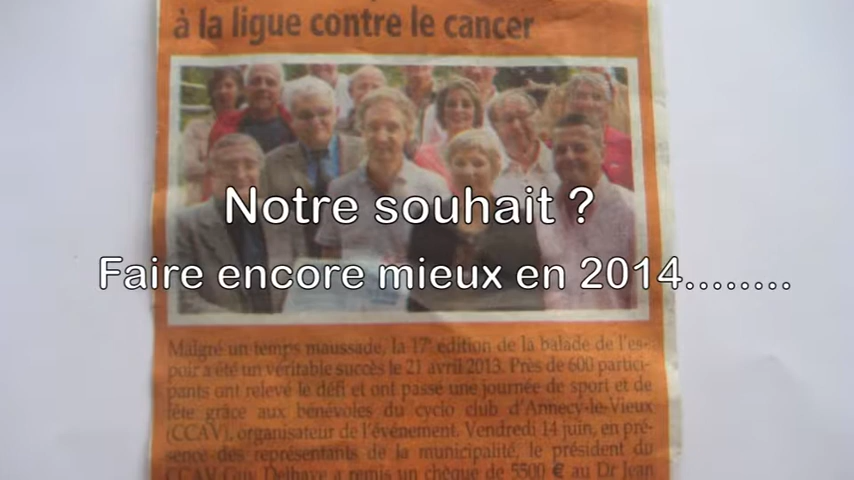 à la ligue contre le cancer
Notre souhait ?
Faire encore mieux en 2014........
Malgré un temps maussade, la 17e édition de la balade de l'es-
poir a été un véritable succès le 21 avril 2013. Près de 600 partici-
pants ont relevé le défi et ont passé une journée de sport et de
fête grâce aux bénévoles du cyclo club d'Annecy-le-Vieux
(CCAV), organisateur de l'événement. Vendredi 14 juin, en pré-
sence des représentants de la municipalité, le président du
CCAV Guy Delhaye a remis un chèque de 5500 € au Dr Jean